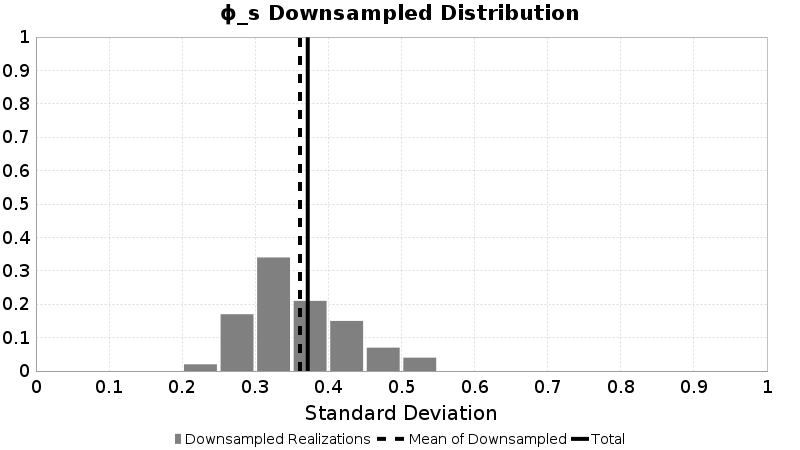 ϕ_s Downsampled Distribution
1
0.9
0.8
0.7
0.6
0.5
0.4
0.3
0.2
0.1
0
0 0.1 0.2 0.3 0.4 0.5 0.6 0.7 0.8 0.9 1
Standard Deviation
Downsampled Realizations Mean of Downsampled Total